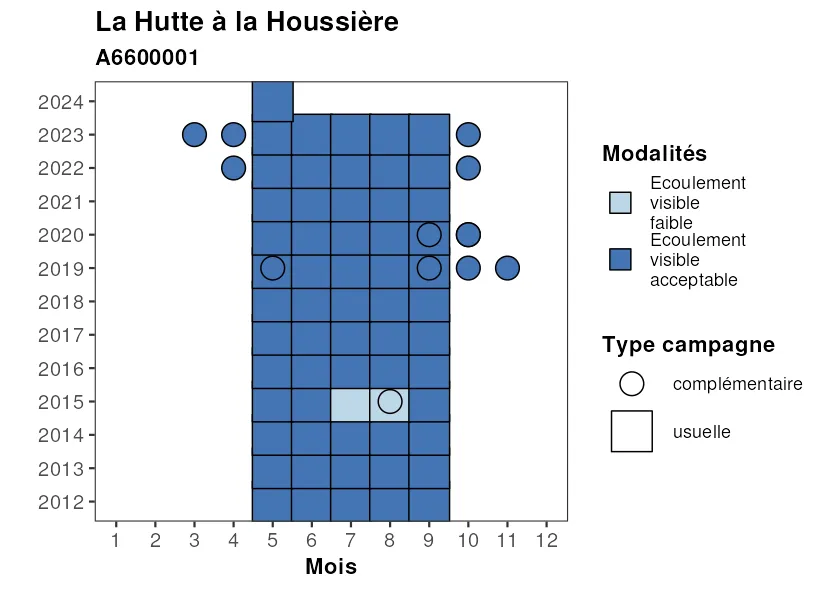 La Hutte à la Houssière
A6600001
2024
2023
2022
2021
2020
2019
2018
2017
2016
2015
2014
2013
2012
1 2 3 4 5 6 7 8 9 10 11 12
Mois
Modalités
Ecoulement
visible
faible
Ecoulement
visible
acceptable
Type campagne
complémentaire
usuelle